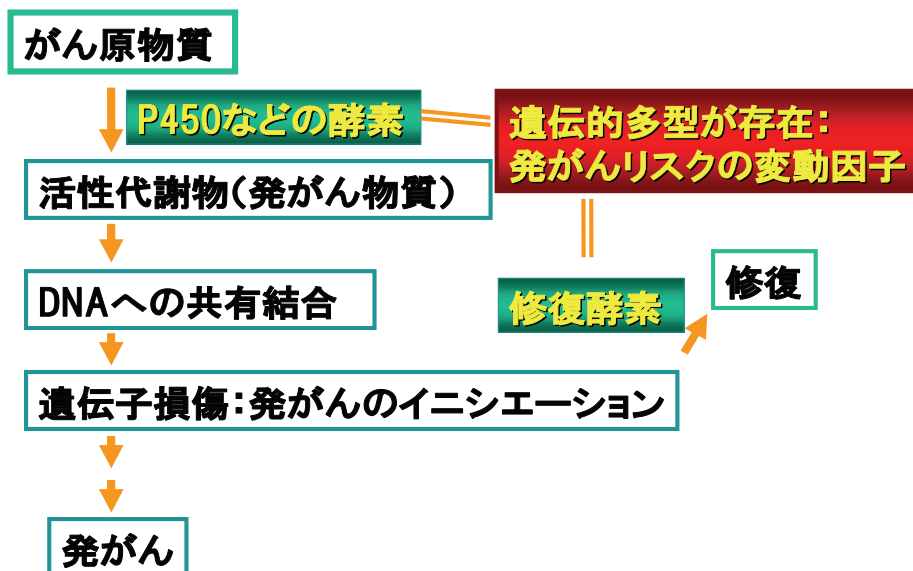 がん原物質
P450などの酵素
遺伝的多型が存在：
発がんリスクの変動因子
活性代謝物（発がん物質）
DNAへの共有結合
修復酵素
修復
遺伝子損傷：発がんのイニシエーション
発がん